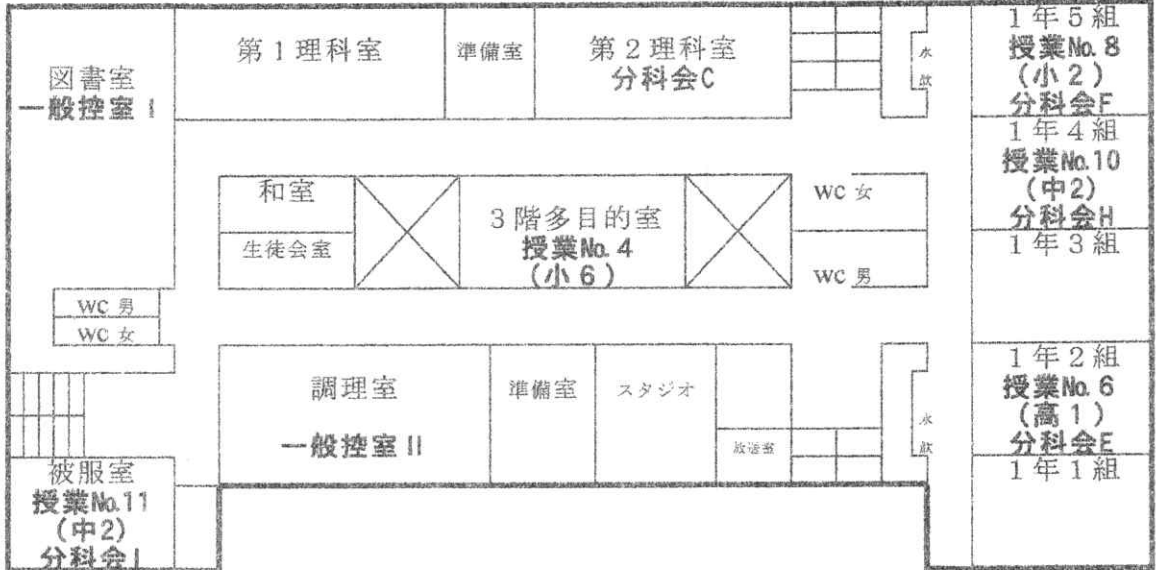 図書室
一般控室Ⅰ
第1理科室
準備室
第2理科室
分科会C
水飲
1年5組
授業No.8
(小2)
分科会F
1年4組
授業No.10
(中2)
分科会H
1年3組
和室
生徒会室
3階多目的室
授業No.4
(小6)
WC 女
WC 男
WC 男
WC 女
調理室
一般控室Ⅱ
準備室
スタジオ
放送室
水飲
1年2組
授業No.6
(高1)
分科会E
1年1組
被服室
授業No.11
(中2)
分科会I